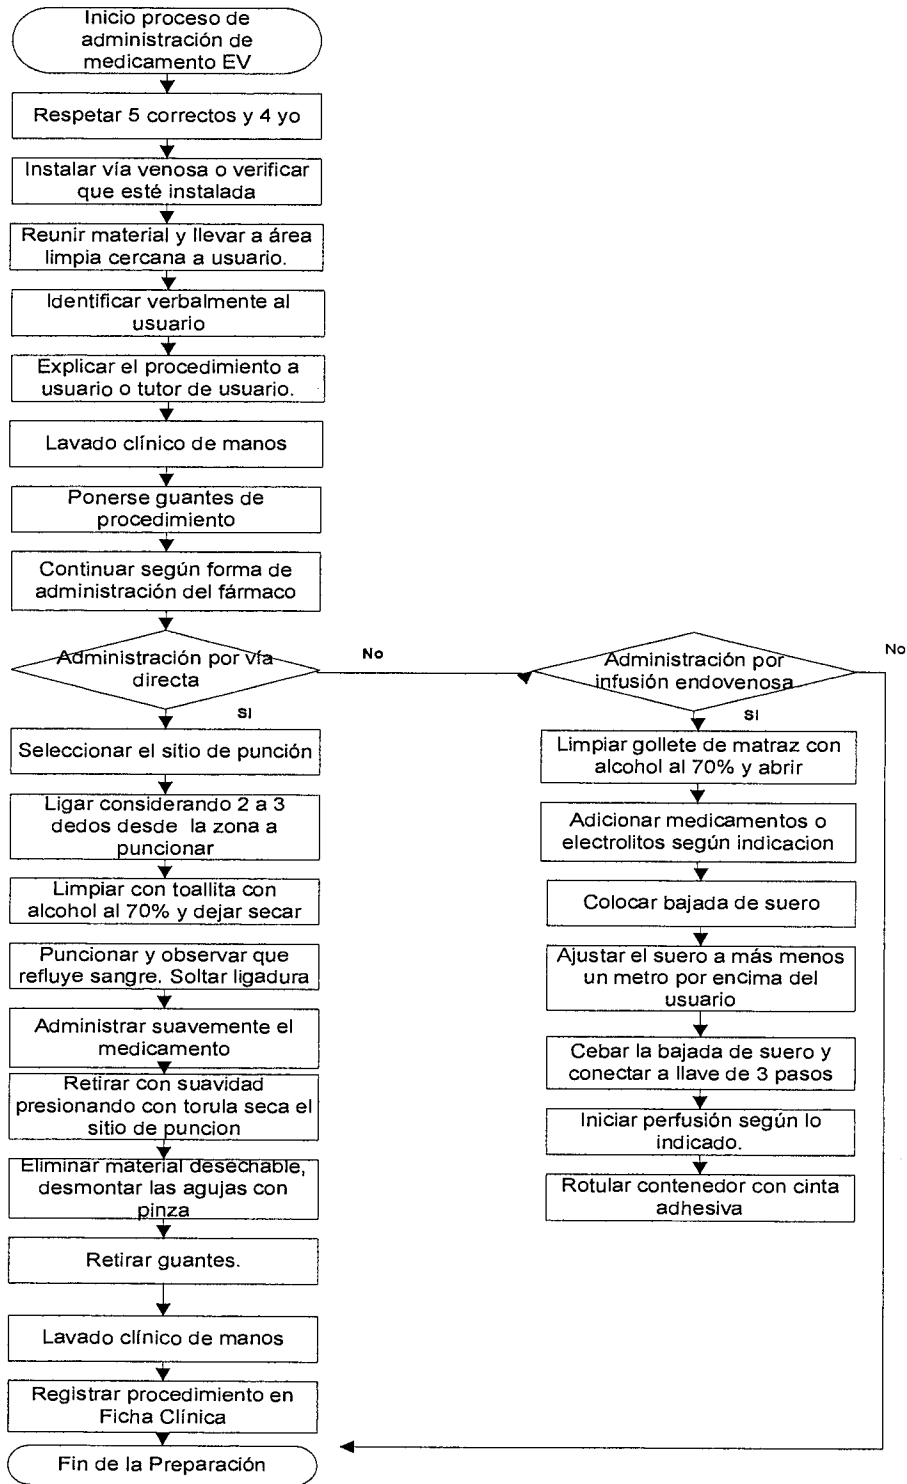 Inicio proceso de
administración de
medicamento EV
Respetar 5 correctos y 4 yo
Instalar vía venosa o verificar
que esté instalada
Reunir material y llevar a área
limpia cercana a usuario.
Identificar verbalmente al
usuario
Explicar el procedimiento a
usuario o tutor de usuario.
Lavado clínico de manos
Ponerse guantes de
procedimiento
Continuar según forma de
administración del fármaco
Administración por vía
directa
No
SI
Seleccionar el sitio de punción
Ligar considerando 2 a 3
dedos desde la zona a
puncionar
Limpiar con toallita con
alcohol al 70% y dejar secar
Puncionar y observar que
refluye sangre. Soltar ligadura
Administrar suavemente el
medicamento
Retirar con suavidad
presionando con torula seca el
sitio de puncion
Eliminar material desechable,
desmontar las agujas con
pinza
Retirar guantes.
Lavado clínico de manos
Registrar procedimiento en
Ficha Clínica
Fin de la Preparación
Administración por
infusión endovenosa
No
SI
Limpiar gollete de matraz con
alcohol al 70% y abrir
Adicionar medicamentos o
electrolitos según indicacion
Colocar bajada de suero
Ajustar el suero a más menos
un metro por encima del
usuario
Cebar la bajada de suero y
conectar a llave de 3 pasos
Iniciar perfusión según lo
indicado.
Rotular contenedor con cinta
adhesiva